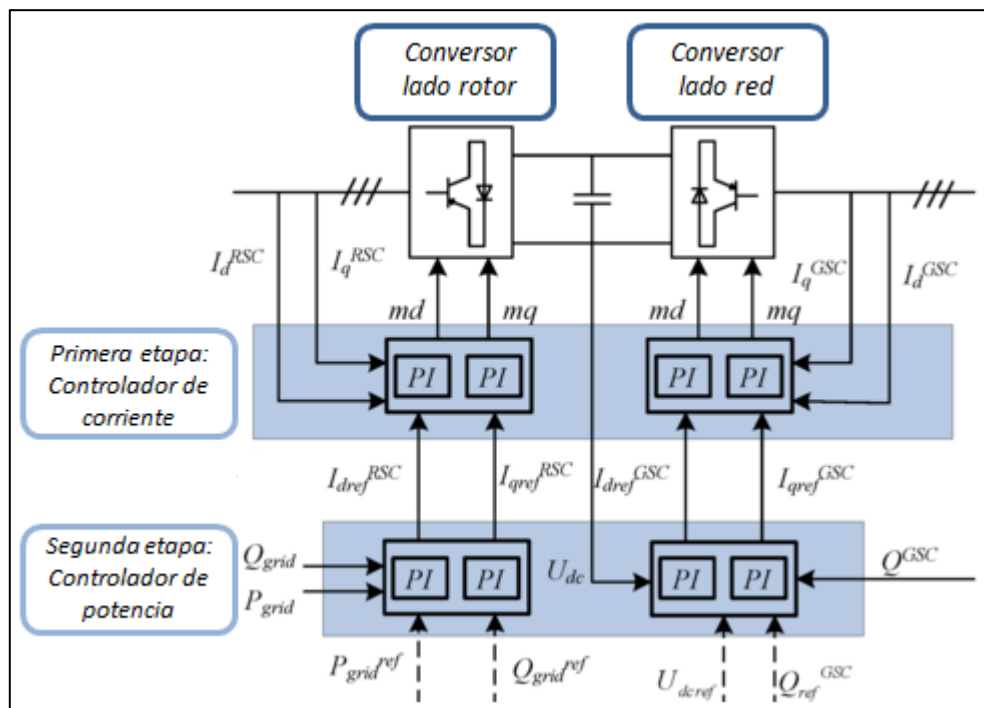 Conversor
lado rotor
Conversor
lado red
I_d^RSC
I_q^RSC
I_q^GSC
I_d^GSC
md
mq
md
mq
Primera etapa:
Controlador de
corriente
PI
PI
PI
PI
I_dref^RSC
I_qref^RSC
I_dref^GSC
I_qref^GSC
Segunda etapa:
Controlador de
potencia
Q_grid
P_grid
PI
PI
U_dc
PI
PI
Q^GSC
P_grid^ref
Q_grid^ref
U_dcref
Q_ref^GSC